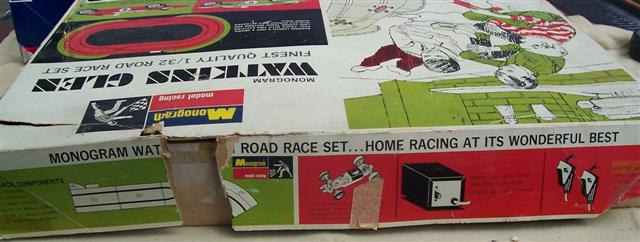 MONOGRAM
WATKINS GLEN
FINEST QUALITY 1/32 ROAD RACE SET
Monogram
model racing
MONOGRAM WAT ROAD RACE SET...HOME RACING AT ITS WONDERFUL BEST
COMPONENTS
Monogram
model racing